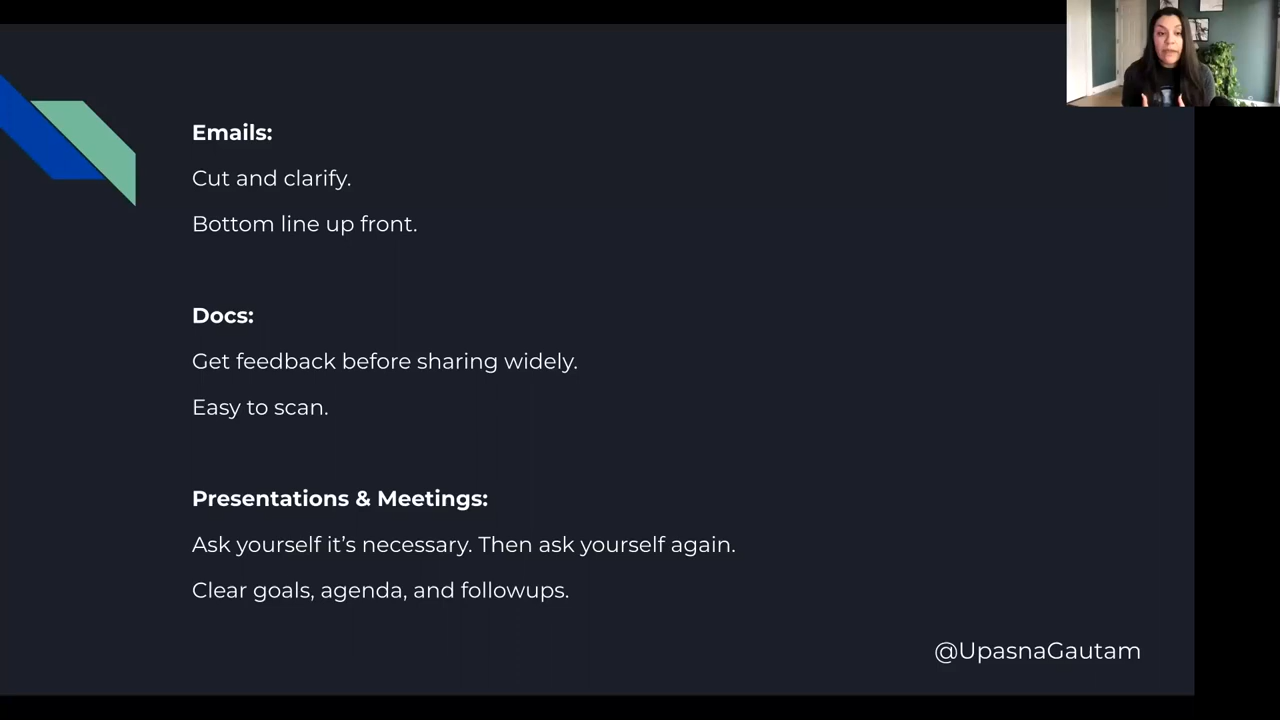 Emails:
Cut and clarify.
Bottom line up front.
Docs:
Get feedback before sharing widely.
Easy to scan.
Presentations & Meetings:
Ask yourself it’s necessary. Then ask yourself again.
Clear goals, agenda, and followups.
@UpasnaGautam